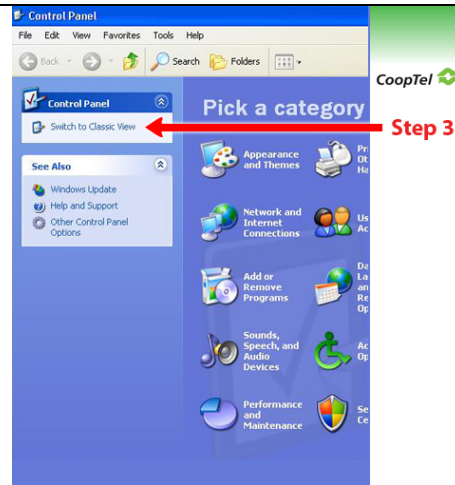 Control Panel
File Edit View Favorites Tools Help
Back Search Folders
CoopTel
Control Panel
Switch to Classic View
Step 3
See Also
Windows Update
Help and Support
Other Control Panel
Options
Pick a category
Appearance
and Themes
Network and
Internet
Connections
Add or
Remove
Programs
Sounds,
Speech, and
Audio
Devices
Performance
and
Maintenance